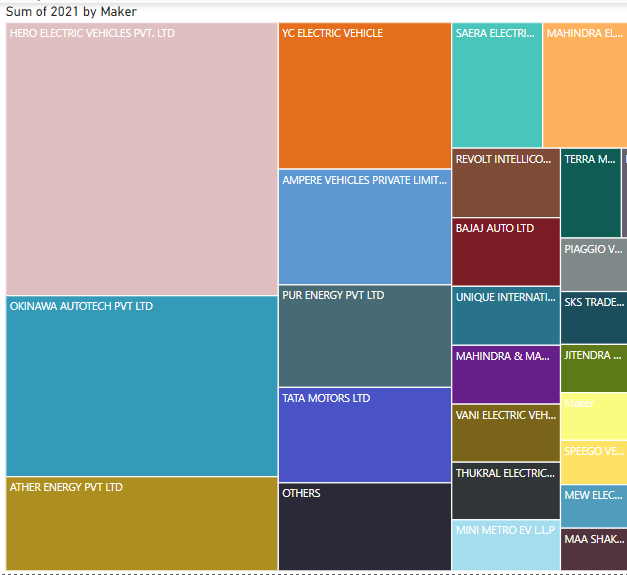 Sum of 2021 by Maker
HERO ELECTRIC VEHICLES PVT. LTD
OKINAWA AUTOTECH PVT LTD
ATHER ENERGY PVT LTD
YC ELECTRIC VEHICLE
AMPERE VEHICLES PRIVATE LIMIT...
PUR ENERGY PVT LTD
TATA MOTORS LTD
OTHERS
SAERA ELECTRI...
MAHINDRA EL...
REVOLT INTELLICO...
BAJAJ AUTO LTD
UNIQUE INTERNATI...
MAHINDRA & MA...
VANI ELECTRIC VEH...
THUKRAL ELECTRIC...
MINI METRO EV L.L.P
TERRA M...
PIAGGIO V...
SKS TRADE...
JITENDRA ...
Maker
SPEEGO VE...
MEW ELEC...
MAA SHAK...